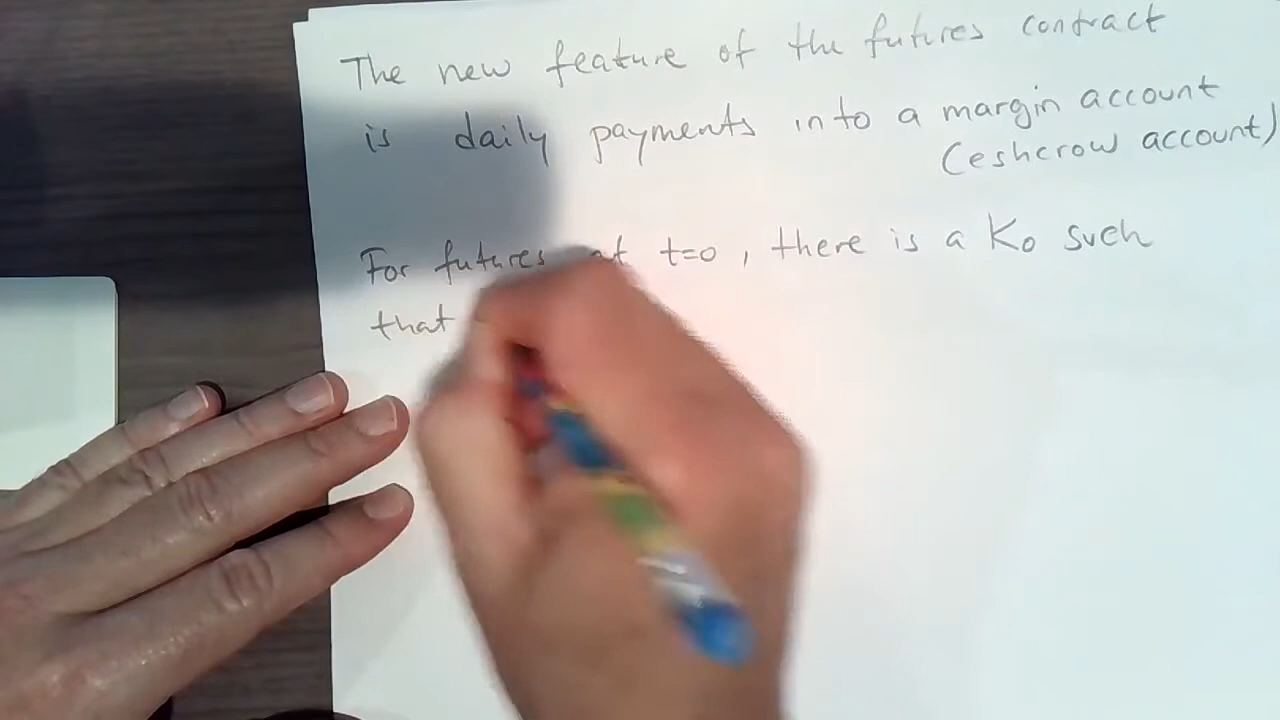 The new feature of the futures contract
is daily payments into a margin account
(eshcrow account)
For futures at t=0, there is a K0 such
that